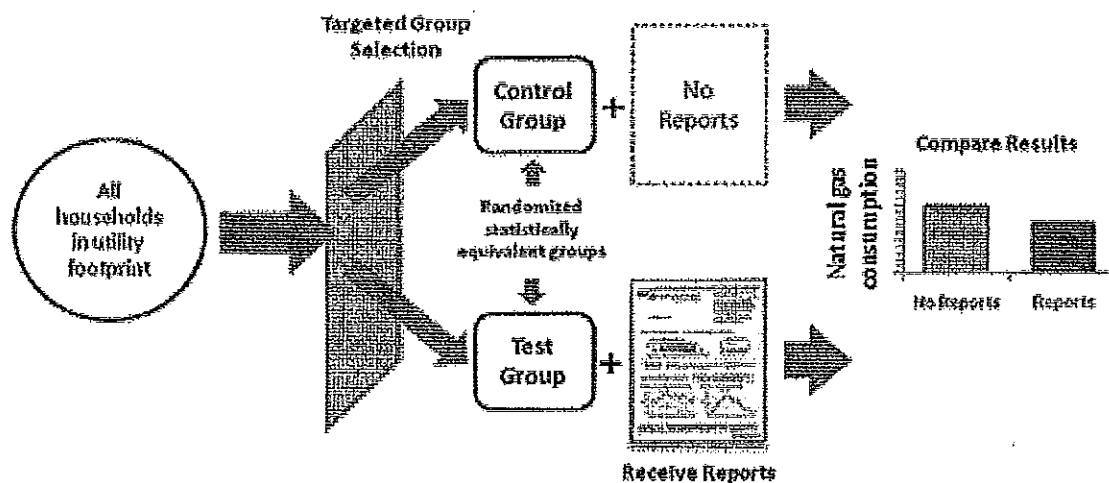 Targeted Group
Selection
All
households
in utility
footprint
Control
Group
+
No
Reports
Randomized
statistically
equivalent groups
Test
Group
+
Receive Reports
Compare Results
Natural gas
consumption
No Reports
Reports